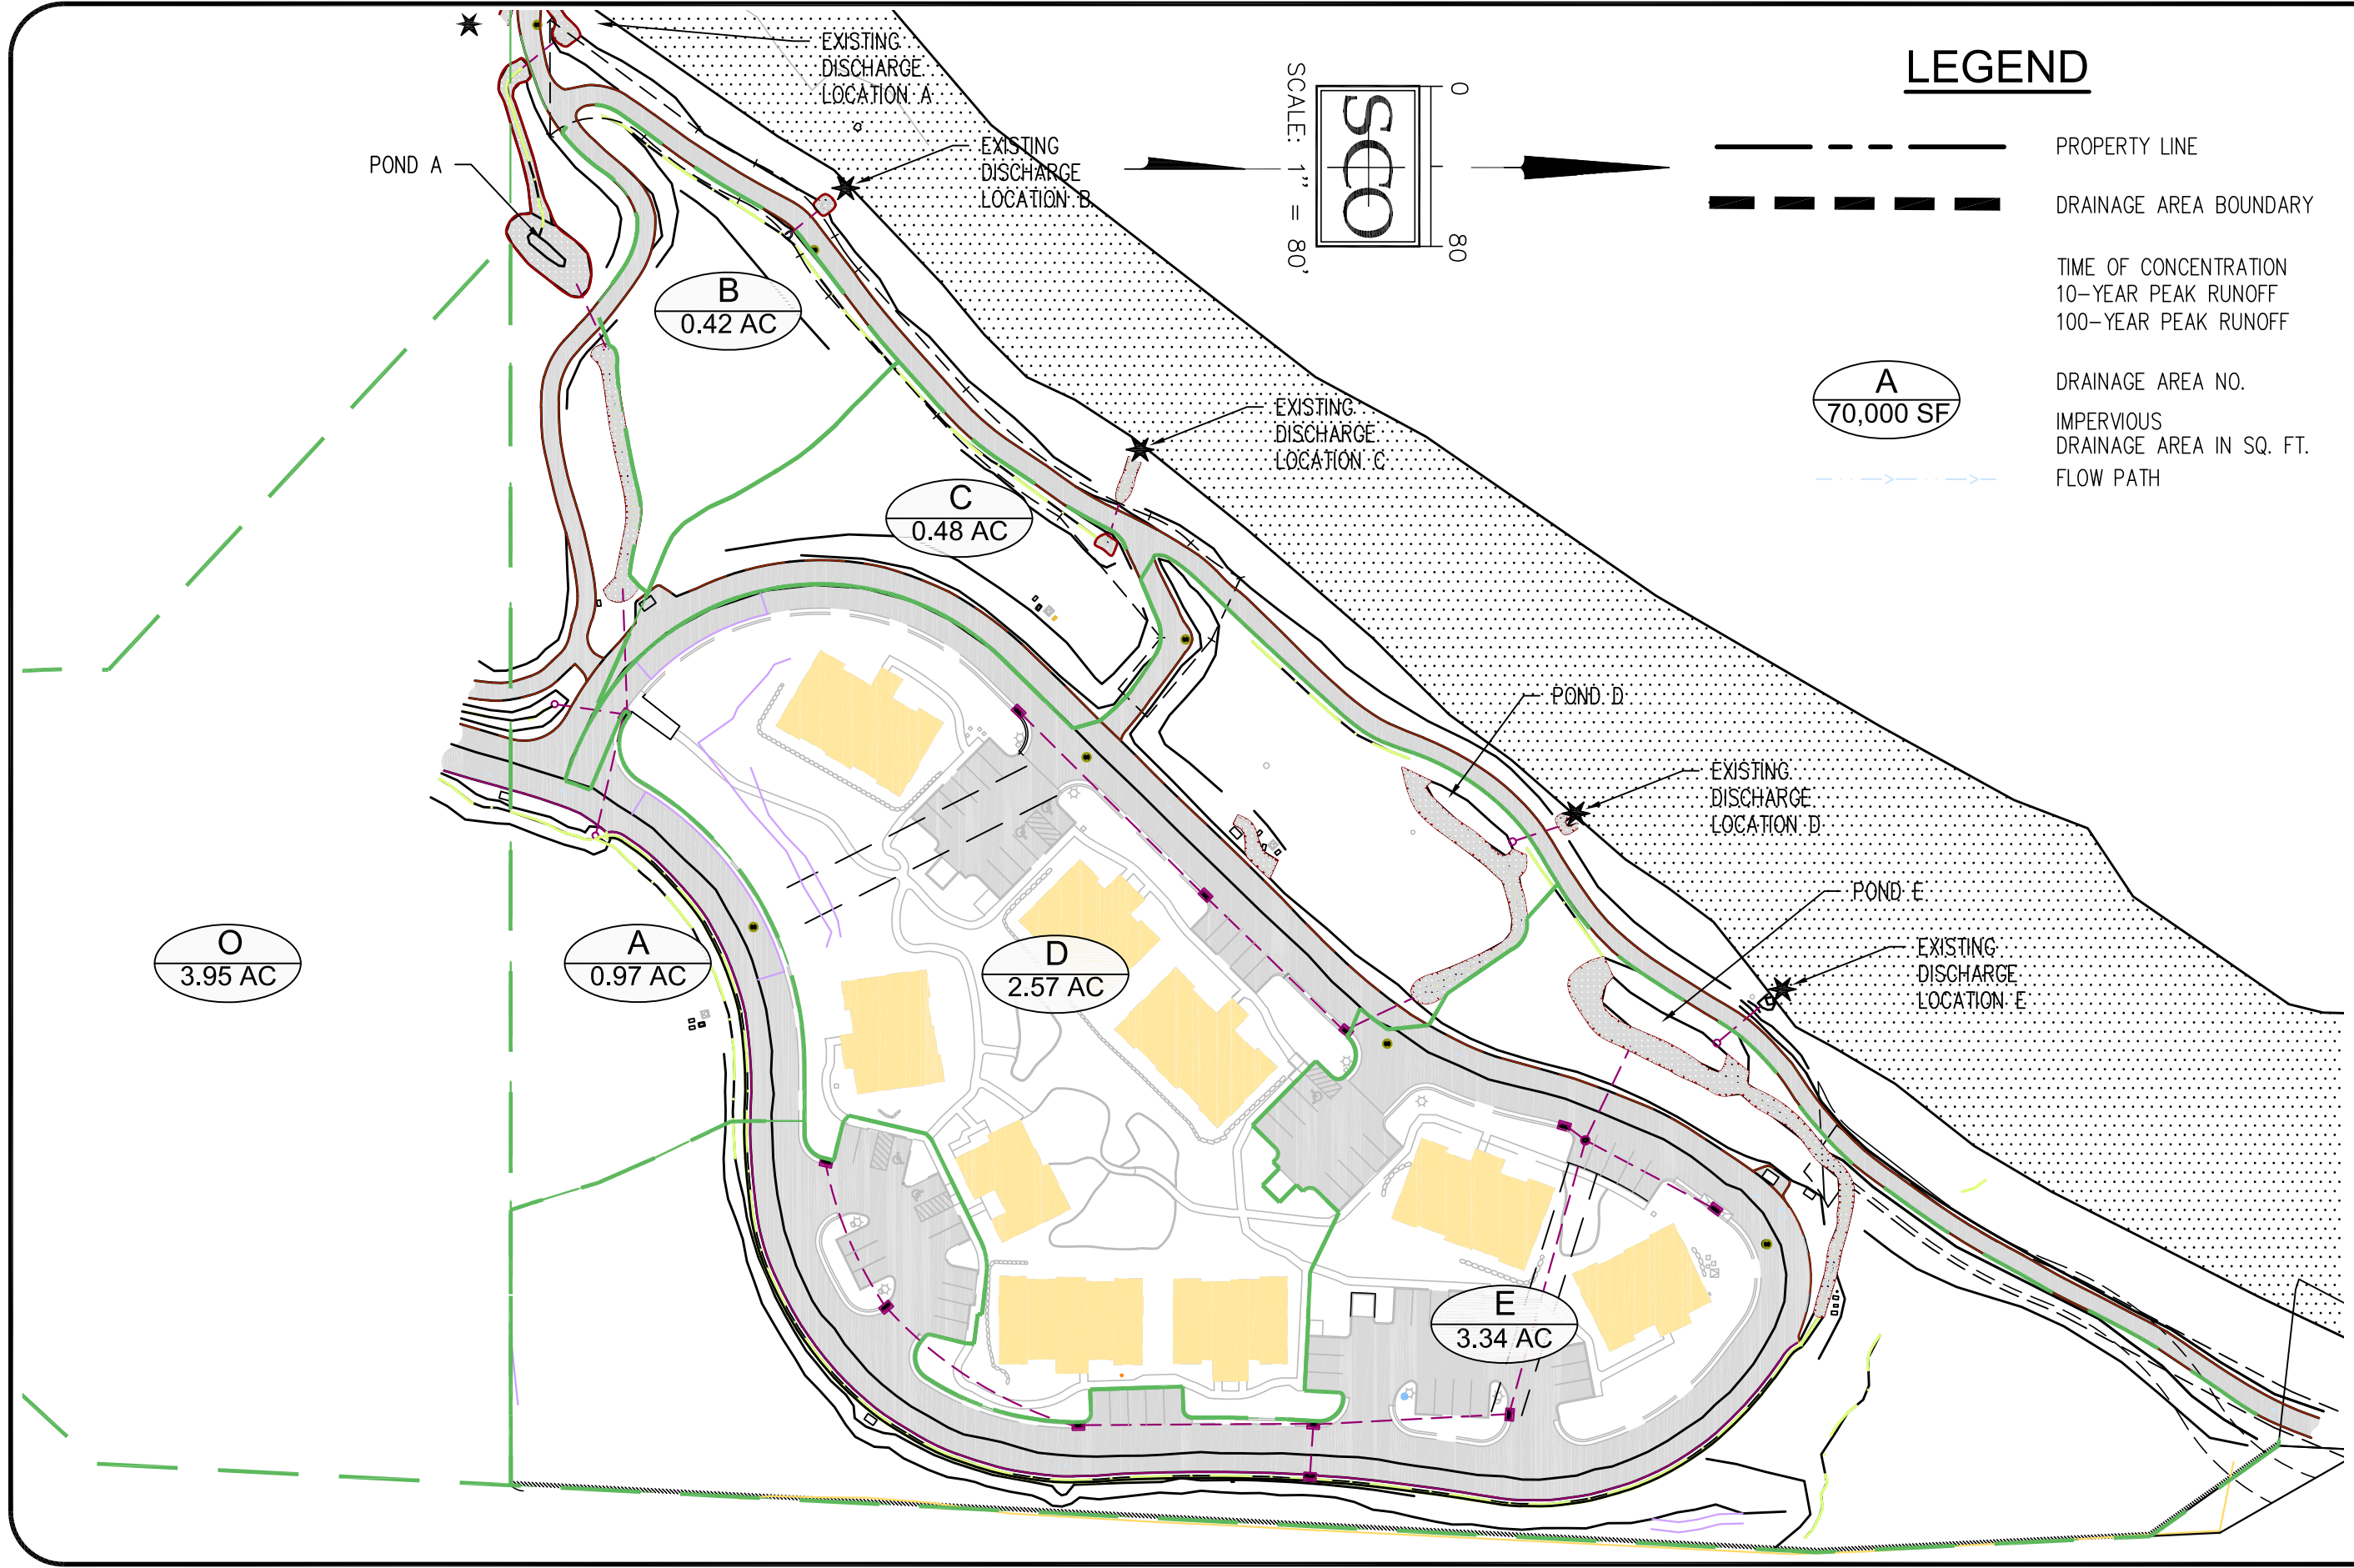 EXISTING
DISCHARGE
LOCATION A
POND A
EXISTING
DISCHARGE
LOCATION B
SCALE: 1" = 80'
SCO
0
80
LEGEND
PROPERTY LINE
DRAINAGE AREA BOUNDARY
TIME OF CONCENTRATION
10-YEAR PEAK RUNOFF
100-YEAR PEAK RUNOFF
A
70,000 SF
DRAINAGE AREA NO.
IMPERVIOUS
DRAINAGE AREA IN SQ. FT.
FLOW PATH
B
0.42 AC
EXISTING
DISCHARGE
LOCATION C
C
0.48 AC
POND D
EXISTING
DISCHARGE
LOCATION D
POND E
EXISTING
DISCHARGE
LOCATION E
O
3.95 AC
A
0.97 AC
D
2.57 AC
E
3.34 AC